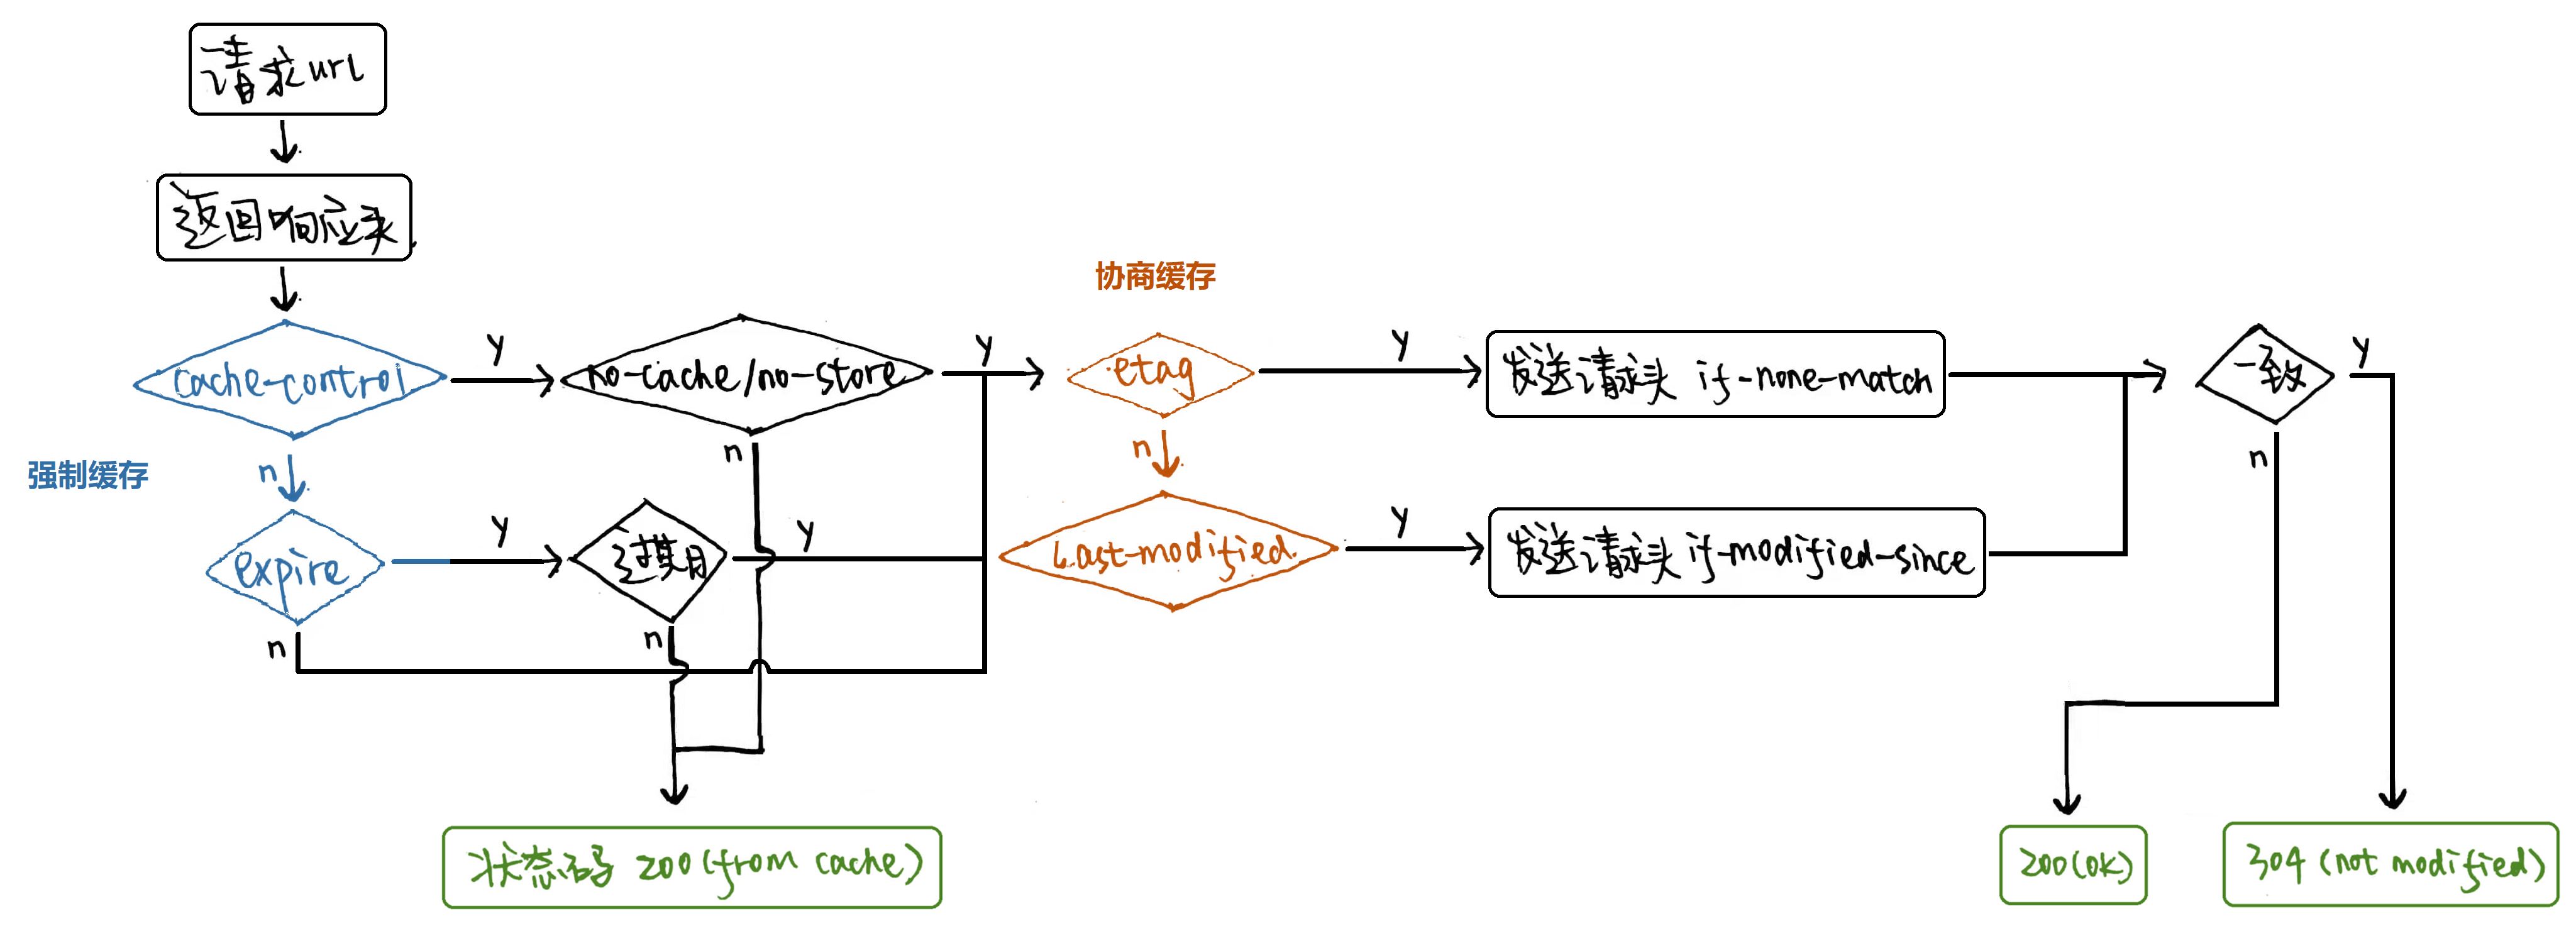 请求url
返回响应头
协商缓存
cache-control
y
no-cache/no-store
y
etag
y
发送请求头 if-none-match
一致
y
n
n
n
n
强制缓存
expire
y
过期
y
Last-modified
y
发送请求头 if-modified-since
n
n
状态码 200(from cache)
200(OK)
304 (not modified)